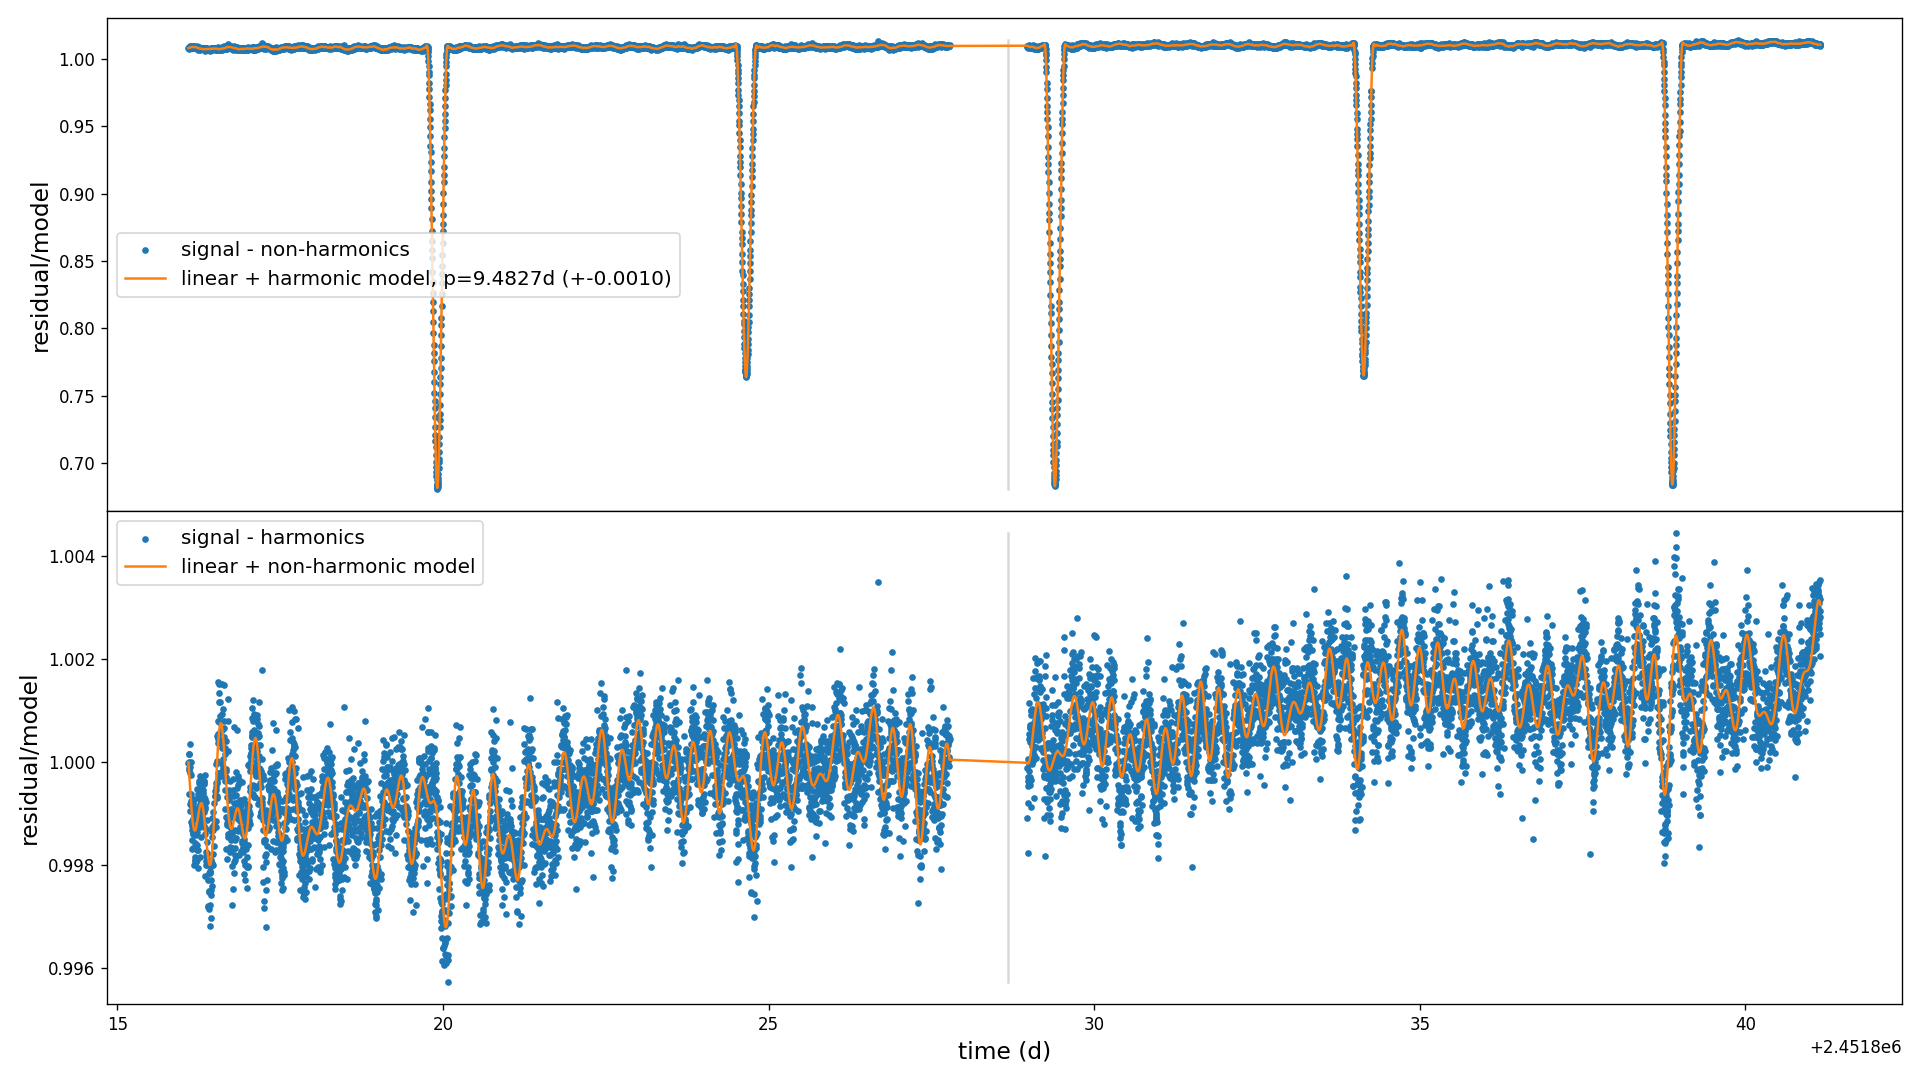 1.00
0.95
0.90
0.85
0.80
0.75
0.70
residual/model
signal - non-harmonics
linear + harmonic model, p=9.4827d (+-0.0010)
1.004
1.002
1.000
0.998
0.996
residual/model
signal - harmonics
linear + non-harmonic model
15 20 25 30 35 40
time (d)
+2.4518e6